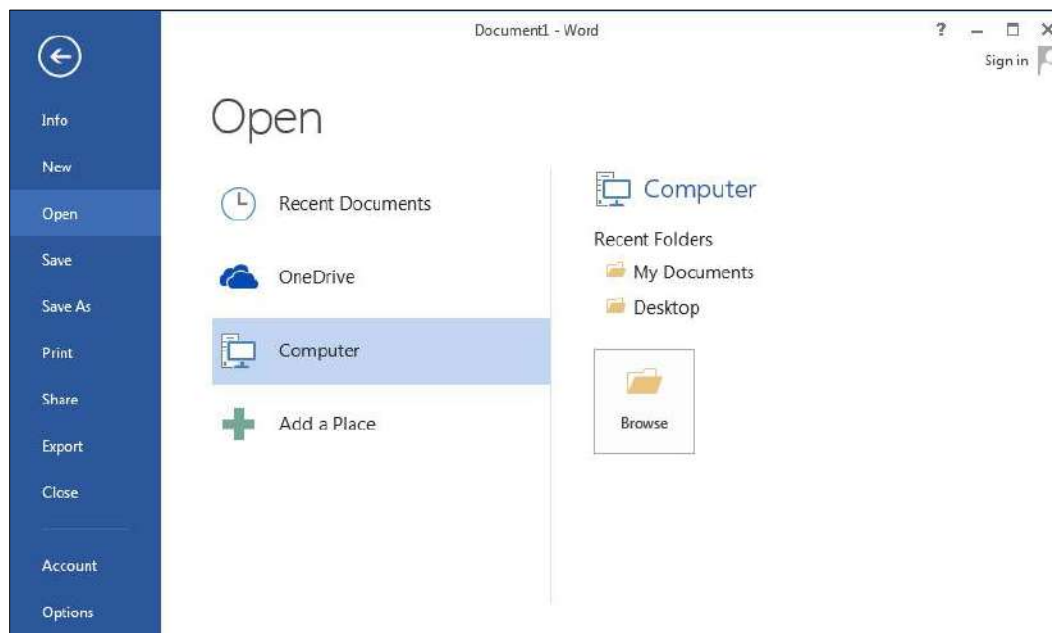 Document1 - Word
?
Sign in
Info
New
Open
Save
Save As
Print
Share
Export
Close
Account
Options
Open
Recent Documents
OneDrive
Computer
Add a Place
Computer
Recent Folders
My Documents
Desktop
Browse